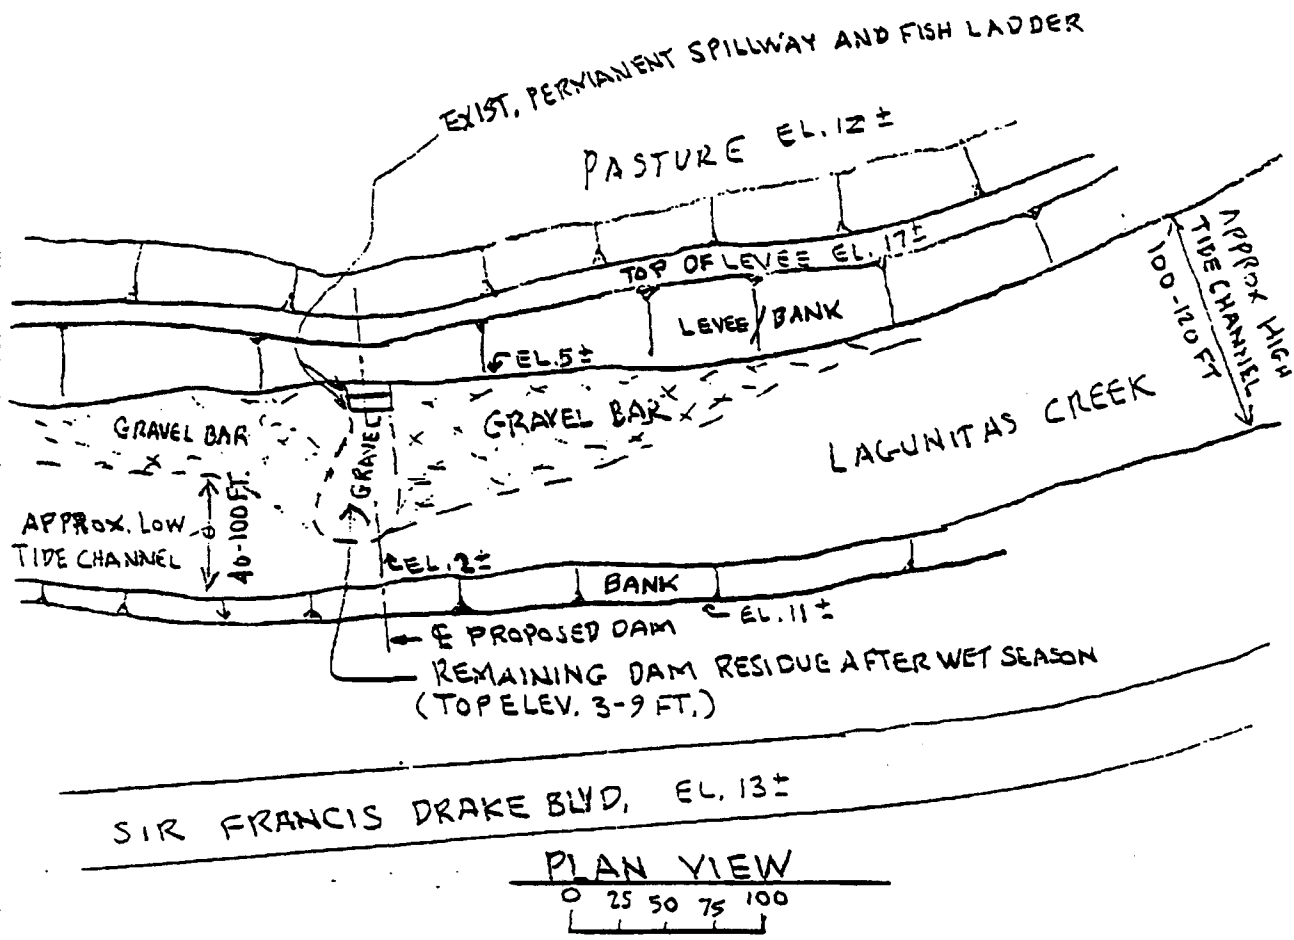 EXIST. PERMANENT SPILLWAY AND FISH LADDER
PASTURE EL. 12 ±
TOP OF LEVEE EL. 17±
LEVEE/BANK
EL. 5±
APPROX HIGH
TIDE CHANNEL
100-120 FT
GRAVEL BAR
GRAVEL BAR
GRAVEL
LAGUNITAS CREEK
APPROX. LOW
TIDE CHANNEL
40-100 FT.
EL. 2±
BANK
EL. 11±
℄ PROPOSED DAM
REMAINING DAM RESIDUE AFTER WET SEASON
(TOP ELEV. 3-9 FT.)
SIR FRANCIS DRAKE BLVD. EL. 13±
PLAN VIEW
0 25 50 75 100